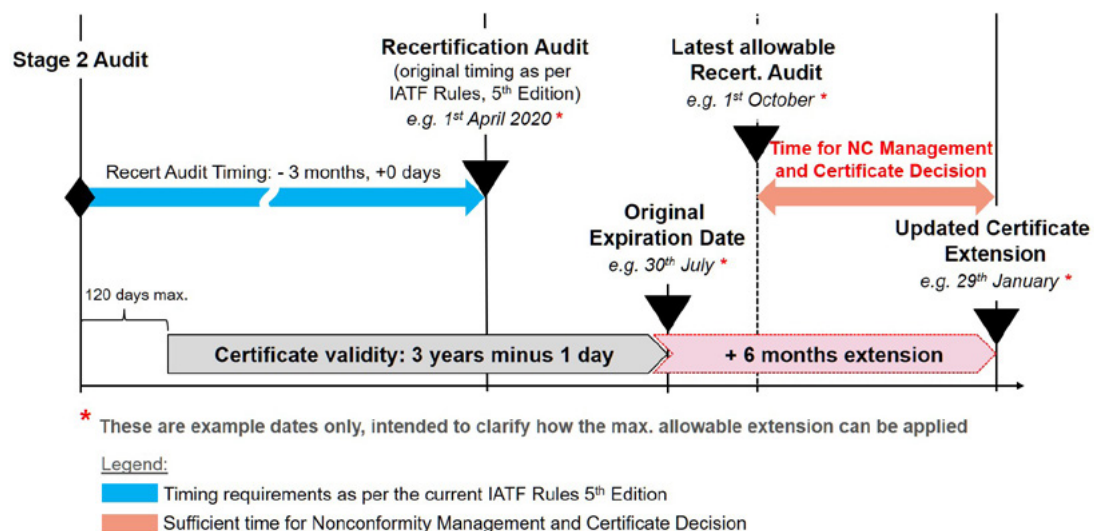 Stage 2 Audit
Recertification Audit
(original timing as per
IATF Rules, 5th Edition)
e.g. 1st April 2020 *
Latest allowable
Recert. Audit
e.g. 1st October *
Recert Audit Timing: - 3 months, +0 days
Time for NC Management
and Certificate Decision
Original
Expiration Date
e.g. 30th July *
Updated Certificate
Extension
e.g. 29th January *
120 days max.
Certificate validity: 3 years minus 1 day
+ 6 months extension
* These are example dates only, intended to clarify how the max. allowable extension can be applied
Legend:
Timing requirements as per the current IATF Rules 5th Edition
Sufficient time for Nonconformity Management and Certificate Decision